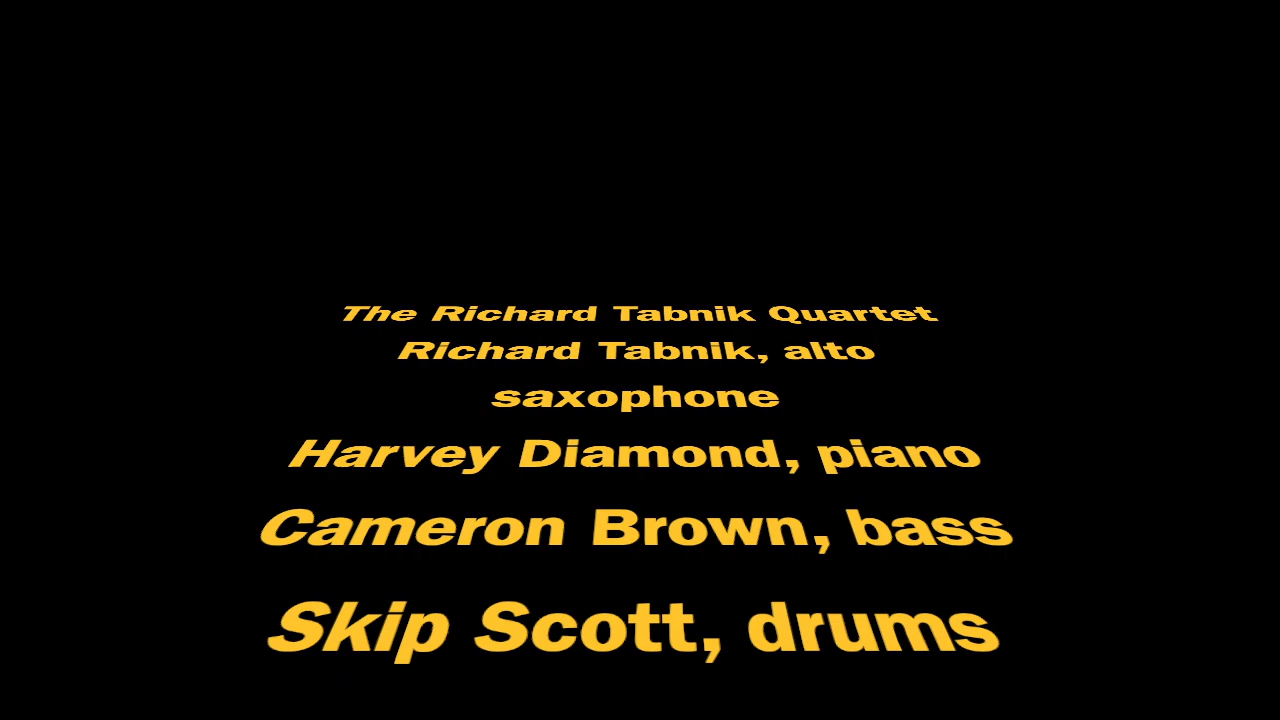 The Richard Tabnik Quartet
Richard Tabnik, alto
saxophone
Harvey Diamond, piano
Cameron Brown, bass
Skip Scott, drums